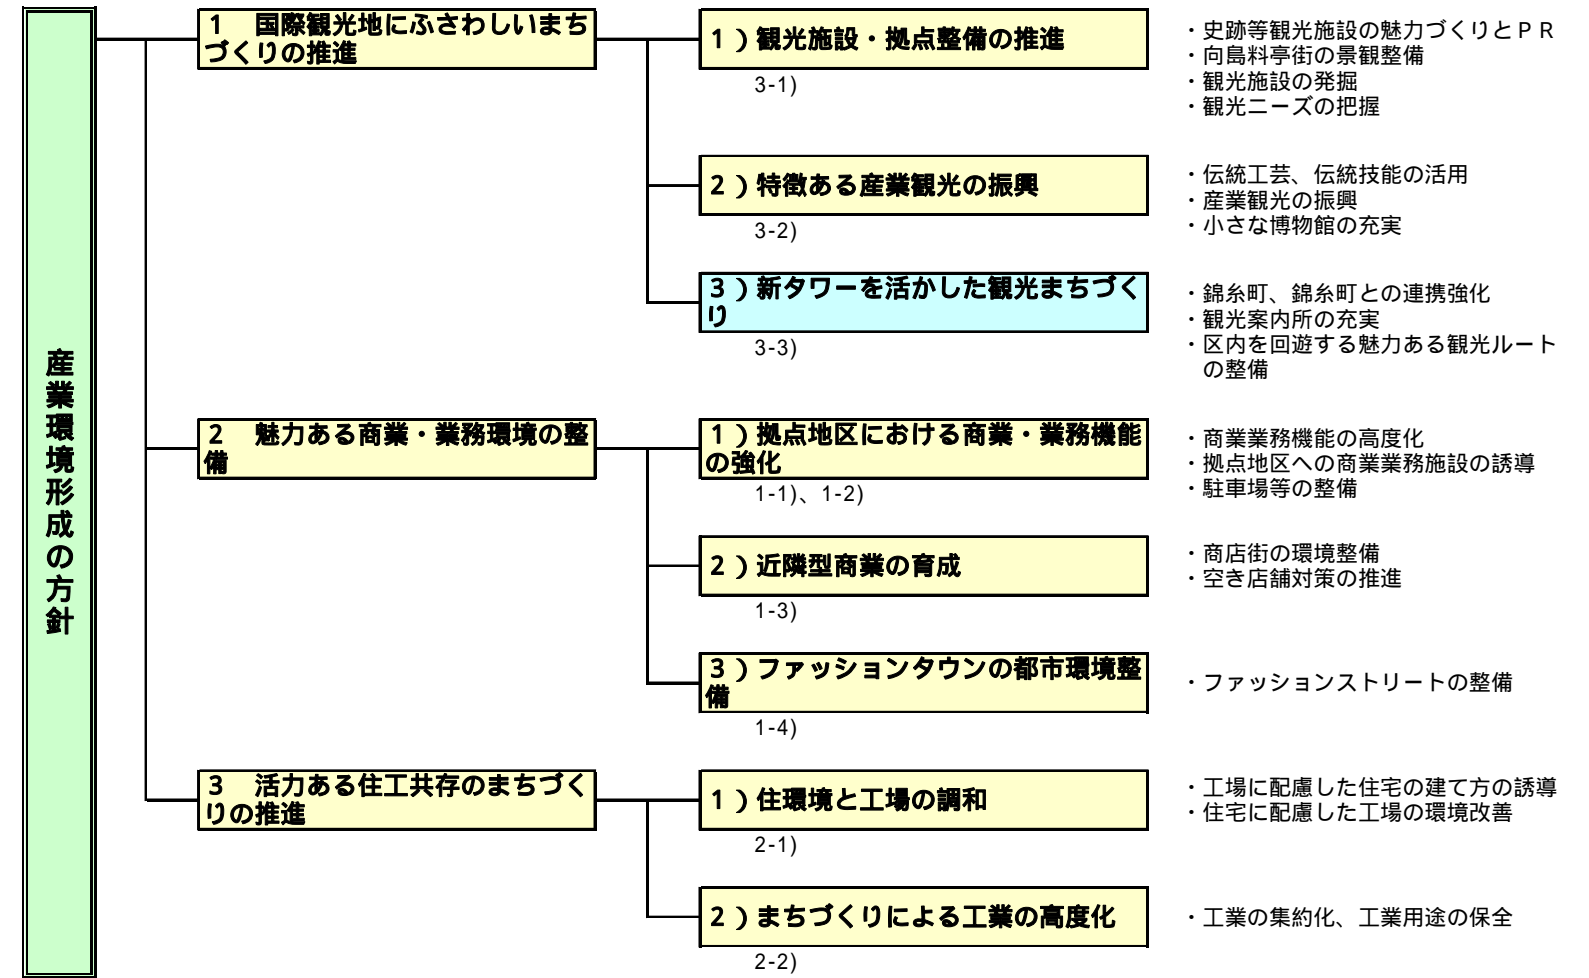 産業環境形成の方針
1　国際観光地にふさわしいまち
づくりの推進
1）観光施設・拠点整備の推進
3-1)
・史跡等観光施設の魅力づくりとＰＲ
・向島料亭街の景観整備
・観光施設の発掘
・観光ニーズの把握
2）特徴ある産業観光の振興
3-2)
・伝統工芸、伝統技能の活用
・産業観光の振興
・小さな博物館の充実
3）新タワーを活かした観光まちづく
り
3-3)
・錦糸町、錦糸町との連携強化
・観光案内所の充実
・区内を回遊する魅力ある観光ルート
の整備
2　魅力ある商業・業務環境の整
備
1）拠点地区における商業・業務機能
の強化
1-1)、1-2)
・商業業務機能の高度化
・拠点地区への商業業務施設の誘導
・駐車場等の整備
2）近隣型商業の育成
1-3)
・商店街の環境整備
・空き店舗対策の推進
3）ファッションタウンの都市環境整
備
1-4)
・ファッションストリートの整備
3　活力ある住工共存のまちづく
りの推進
1）住環境と工場の調和
2-1)
・工場に配慮した住宅の建て方の誘導
・住宅に配慮した工場の環境改善
2）まちづくりによる工業の高度化
2-2)
・工業の集約化、工業用途の保全